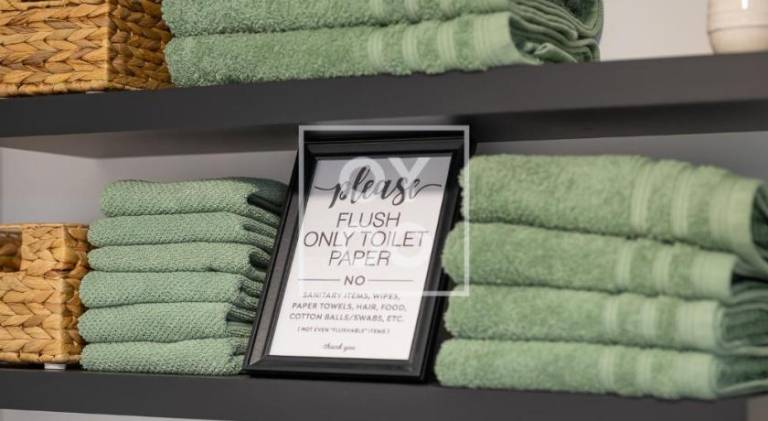 please
FLUSH
ONLY TOILET
PAPER
NO
SANITARY ITEMS, WIPES,
PAPER TOWELS, HAIR, FOOD,
COTTON BALLS/SWABS, ETC.
( NOT EVEN "FLUSHABLE" ITEMS )
thank you